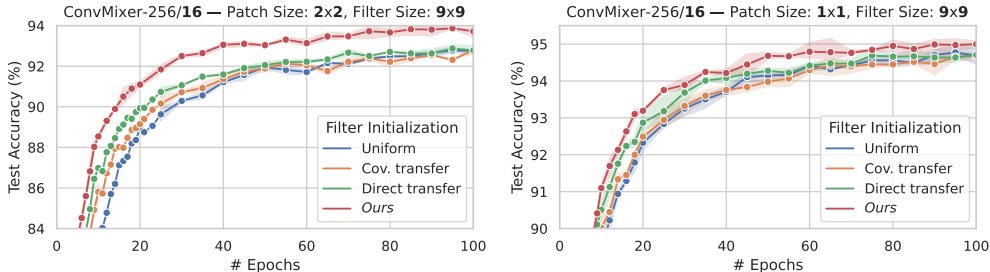 ConvMixer-256/16 — Patch Size: 2x2, Filter Size: 9x9
Test Accuracy (%)
94
92
90
88
86
84
0
20
40
60
80
100
# Epochs
Filter Initialization
Uniform
Cov. transfer
Direct transfer
Ours
ConvMixer-256/16 — Patch Size: 1x1, Filter Size: 9x9
Test Accuracy (%)
95
94
93
92
91
90
0
20
40
60
80
100
# Epochs
Filter Initialization
Uniform
Cov. transfer
Direct transfer
Ours